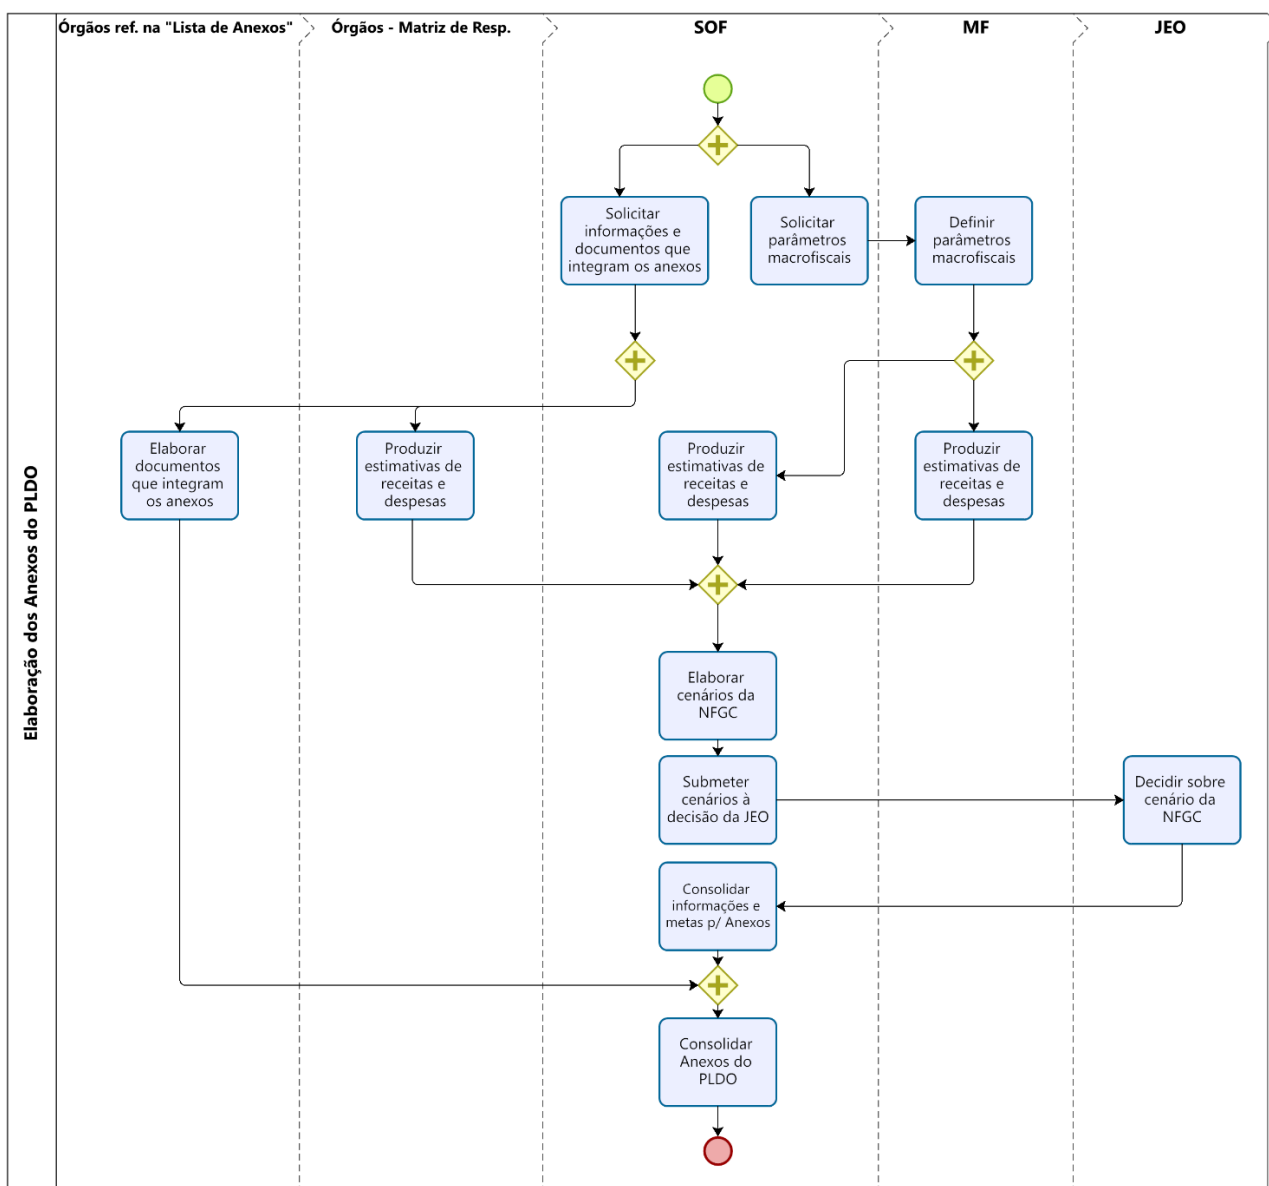 Elaboração dos Anexos do PLDO
Órgãos ref. na "Lista de Anexos"
Órgãos - Matriz de Resp.
SOF
MF
JEO
Solicitar
informações e
documentos que
integram os anexos
Solicitar
parâmetros
macrofiscais
Definir
parâmetros
macrofiscais
Elaborar
documentos
que integram
os anexos
Produzir
estimativas de
receitas e
despesas
Produzir
estimativas de
receitas e
despesas
Produzir
estimativas de
receitas e
despesas
Elaborar
cenários da
NFGC
Submeter
cenários à
decisão da JEO
Decidir sobre
cenário da
NFGC
Consolidar
informações e
metas p/ Anexos
Consolidar
Anexos do
PLDO